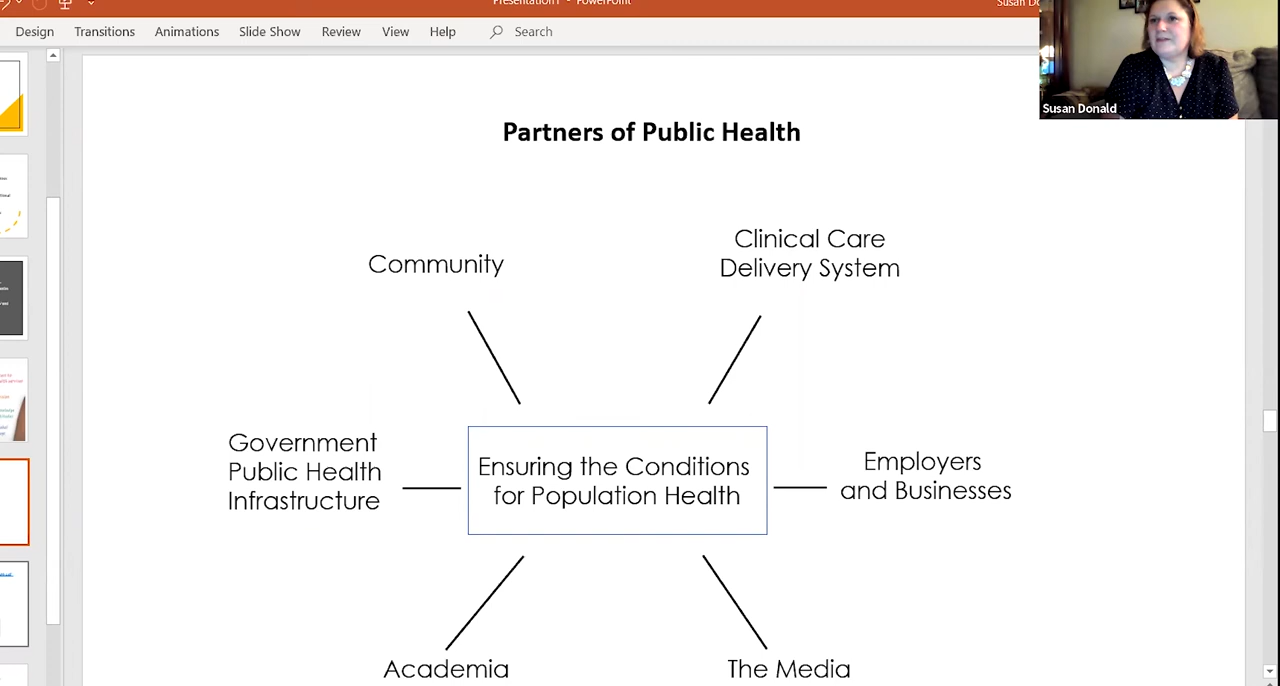 Presentation1 - PowerPoint
Susan Do
Design Transitions Animations Slide Show Review View Help Search
Susan Donald
Partners of Public Health
Community
Clinical Care
Delivery System
Government
Public Health
Infrastructure
Ensuring the Conditions
for Population Health
Employers
and Businesses
Academia
The Media